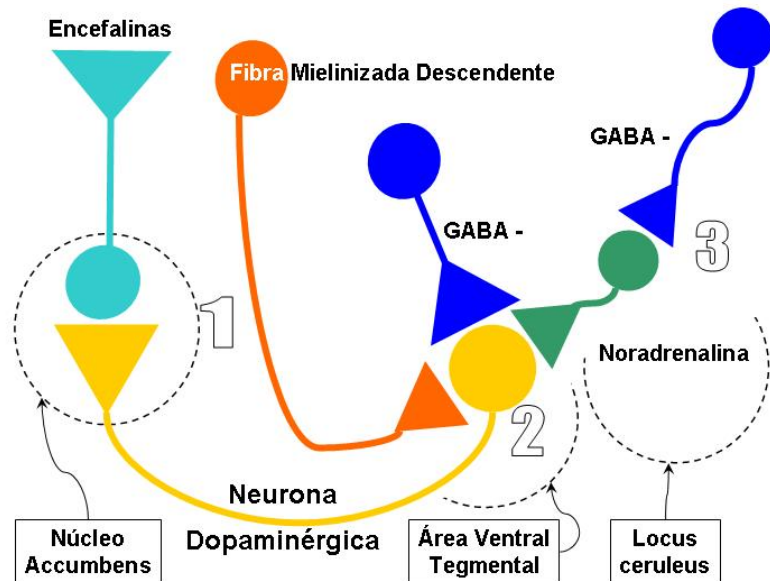 Encefalinas
Fibra Mielinizada Descendente
GABA -
GABA -
1
3
Noradrenalina
2
Neurona
Dopaminérgica
Núcleo
Accumbens
Área Ventral
Tegmental
Locus
ceruleus